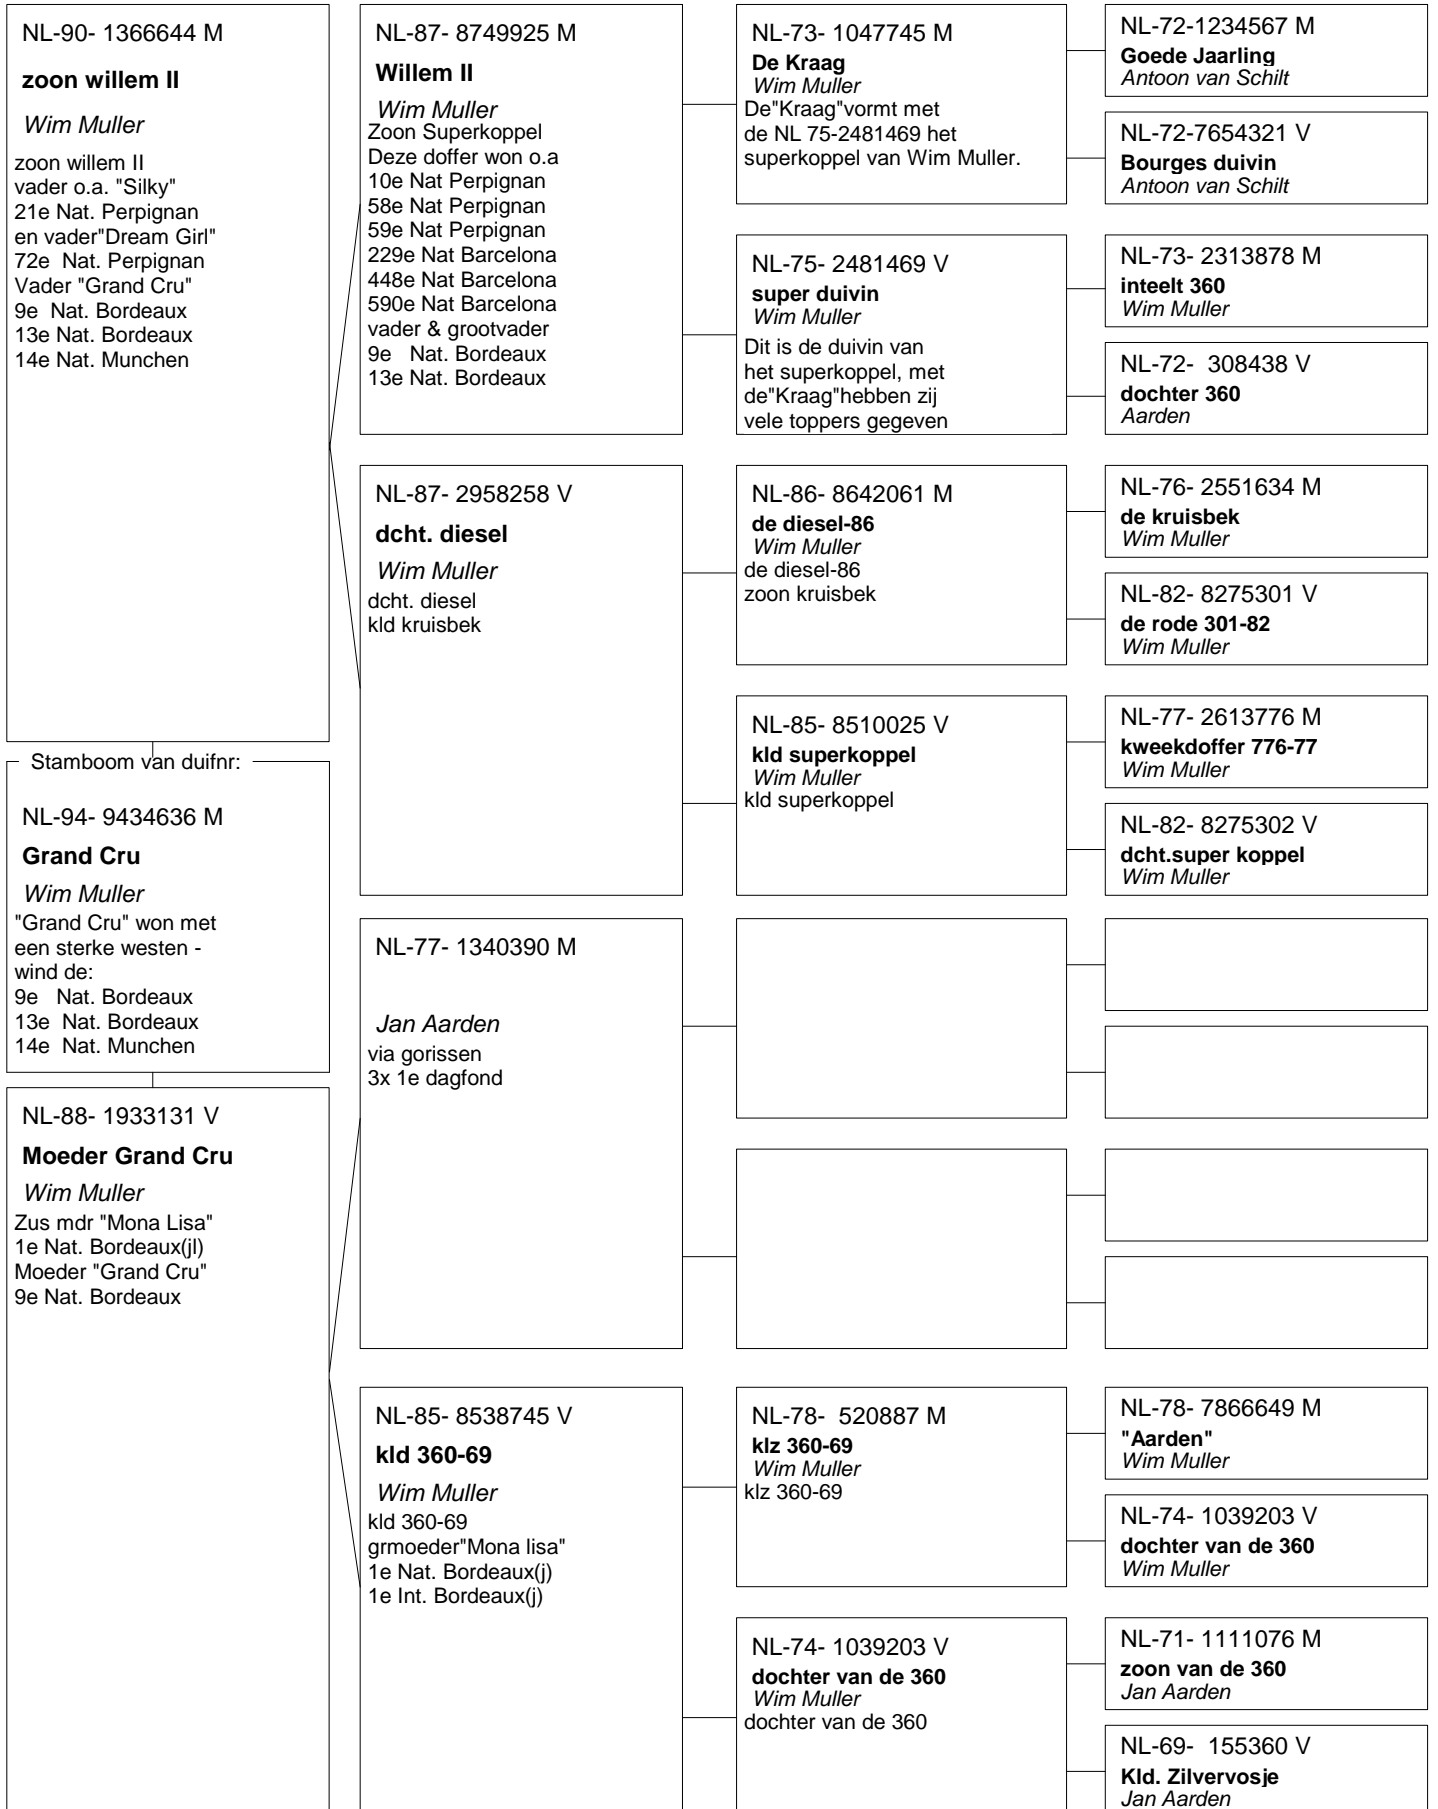 NL-90- 1366644 M
zoon willem II
Wim Muller
zoon willem II
vader o.a. "Silky"
21e Nat. Perpignan
en vader"Dream Girl"
72e  Nat. Perpignan
Vader "Grand Cru"
9e  Nat. Bordeaux
13e Nat. Bordeaux
14e Nat. Munchen
Stamboom van duifnr:
NL-94- 9434636 M
Grand Cru
Wim Muller
"Grand Cru" won met
een sterke westen -
wind de:
9e   Nat. Bordeaux
13e  Nat. Bordeaux
14e  Nat. Munchen
NL-88- 1933131 V
Moeder Grand Cru
Wim Muller
Zus mdr "Mona Lisa"
1e Nat. Bordeaux(jl)
Moeder "Grand Cru"
9e Nat. Bordeaux
NL-87- 8749925 M
Willem II
Wim Muller
Zoon Superkoppel
Deze doffer won o.a
10e Nat Perpignan
58e Nat Perpignan
59e Nat Perpignan
229e Nat Barcelona
448e Nat Barcelona
590e Nat Barcelona
vader & grootvader
9e   Nat. Bordeaux
13e Nat. Bordeaux
NL-87- 2958258 V
dcht. diesel
Wim Muller
dcht. diesel
kld kruisbek
NL-77- 1340390 M
Jan Aarden
via gorissen
3x 1e dagfond
NL-85- 8538745 V
kld 360-69
Wim Muller
kld 360-69
grmoeder"Mona lisa"
1e Nat. Bordeaux(j)
1e Int. Bordeaux(j)
NL-73- 1047745 M
De Kraag
Wim Muller
De"Kraag"vormt met
de NL 75-2481469 het
superkoppel van Wim Muller.
NL-75- 2481469 V
super duivin
Wim Muller
Dit is de duivin van
het superkoppel, met
de"Kraag"hebben zij
vele toppers gegeven
NL-86- 8642061 M
de diesel-86
Wim Muller
de diesel-86
zoon kruisbek
NL-85- 8510025 V
kld superkoppel
Wim Muller
kld superkoppel
NL-78-  520887 M
klz 360-69
Wim Muller
klz 360-69
NL-74- 1039203 V
dochter van de 360
Wim Muller
dochter van de 360
NL-72-1234567 M
Goede Jaarling
Antoon van Schilt
NL-72-7654321 V
Bourges duivin
Antoon van Schilt
NL-73- 2313878 M
inteelt 360
Wim Muller
NL-72-  308438 V
dochter 360
Aarden
NL-76- 2551634 M
de kruisbek
Wim Muller
NL-82- 8275301 V
de rode 301-82
Wim Muller
NL-77- 2613776 M
kweekdoffer 776-77
Wim Muller
NL-82- 8275302 V
dcht.super koppel
Wim Muller
NL-78- 7866649 M
"Aarden"
Wim Muller
NL-74- 1039203 V
dochter van de 360
Wim Muller
NL-71- 1111076 M
zoon van de 360
Jan Aarden
NL-69-  155360 V
Kld. Zilvervosje
Jan Aarden